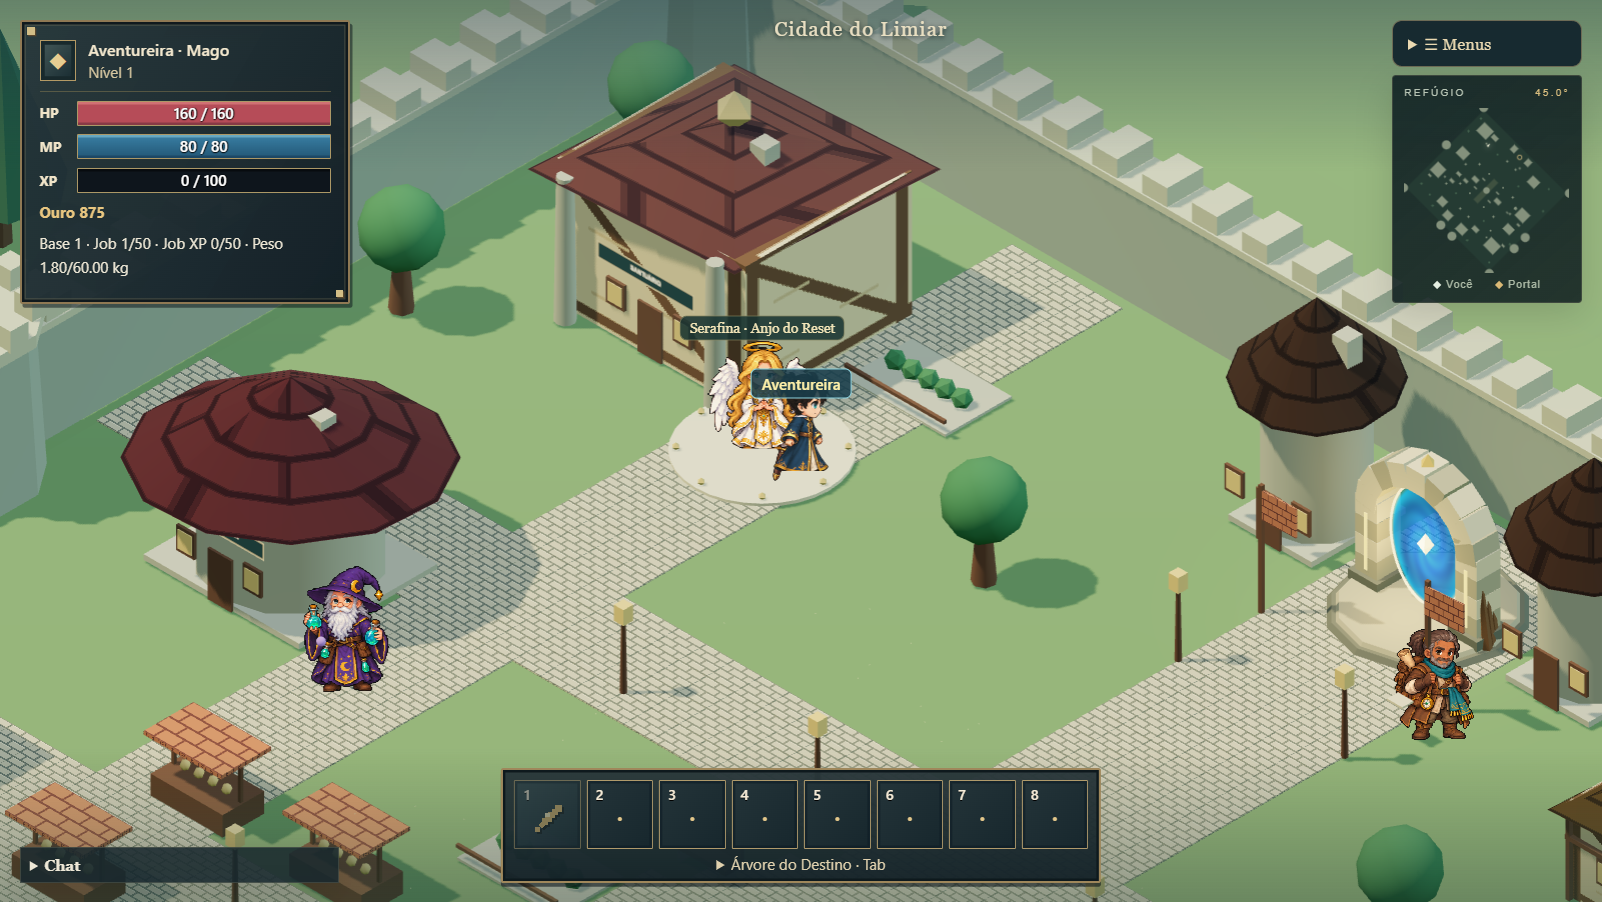 Cidade do Limiar
Aventureira · Mago
Nível 1
HP
160 / 160
MP
80 / 80
XP
0 / 100
Ouro 875
Base 1 · Job 1/50 · Job XP 0/50 · Peso
1.80/60.00 kg
☰ Menus
REFÚGIO
45.0°
Você
Portal
Serafina · Anjo do Reset
Aventureira
1
2
3
4
5
6
7
8
Árvore do Destino · Tab
Chat